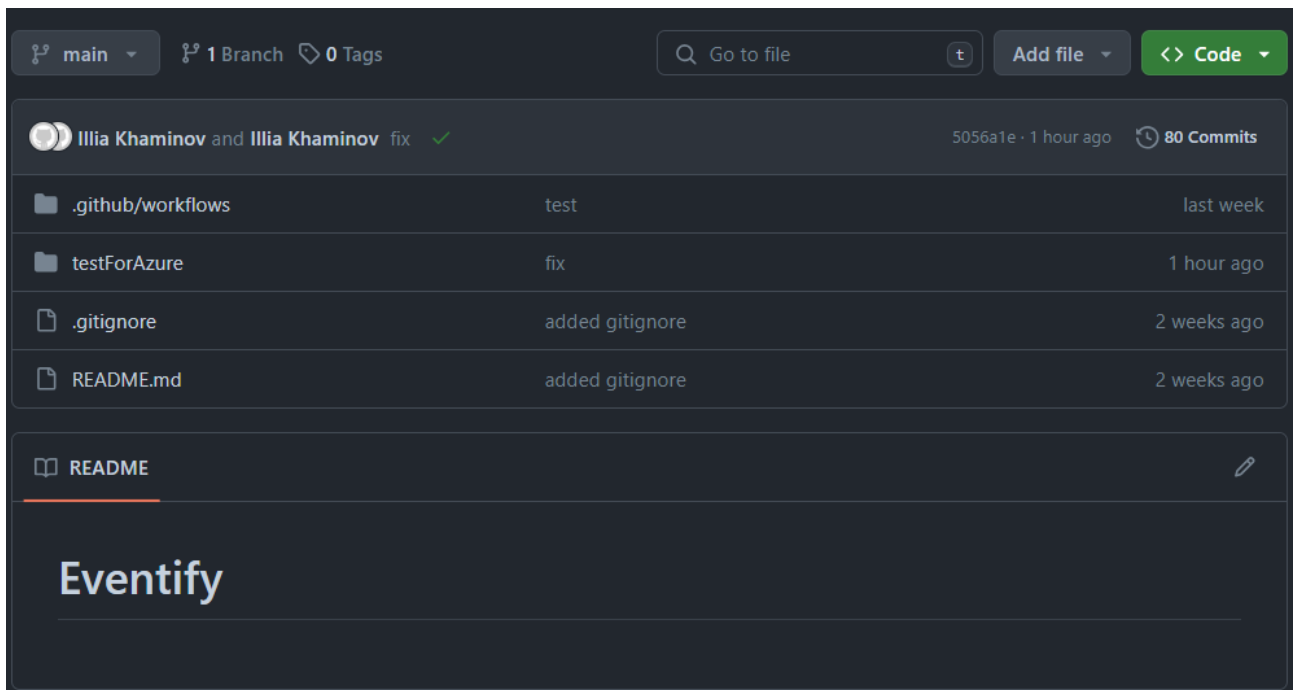 main 1 Branch 0 Tags Go to file t Add file <> Code
Illia Khaminov and Illia Khaminov fix 5056a1e · 1 hour ago 80 Commits
.github/workflows test last week
testForAzure fix 1 hour ago
.gitignore added gitignore 2 weeks ago
README.md added gitignore 2 weeks ago
README
Eventify